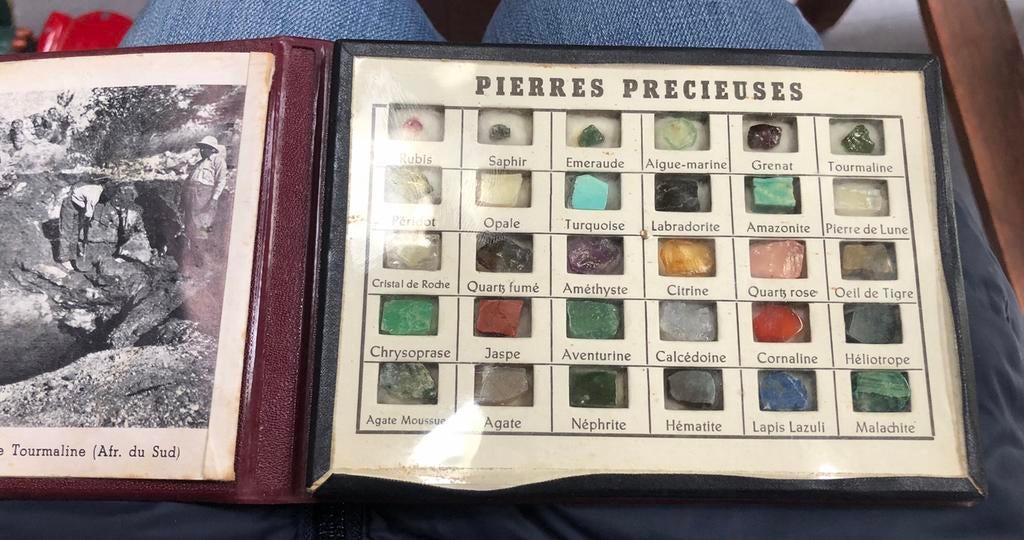 PIERRES PRECIEUSES
Rubis Saphir Emeraude Aigue-marine Grenat Tourmaline
Péridot Opale Turquoise Labradorite Amazonite Pierre de Lune
Cristal de Roche Quartz fumé Améthyste Citrine Quartz rose Oeil de Tigre
Chrysoprase Jaspe Aventurine Calcédoine Cornaline Héliotrope
Agate Mousse Agate Néphrite Hématite Lapis Lazuli Malachite
e Tourmaline (Afr. du Sud)